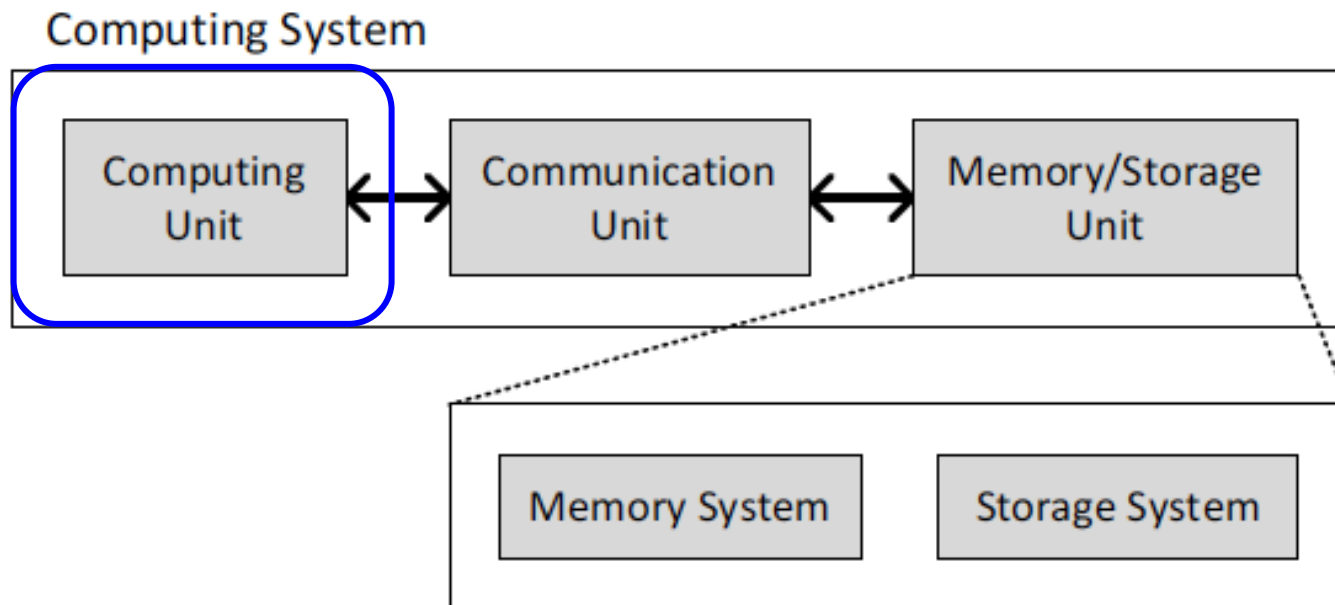 Computing System
Computing
Unit
Communication
Unit
Memory/Storage
Unit
Memory System
Storage System